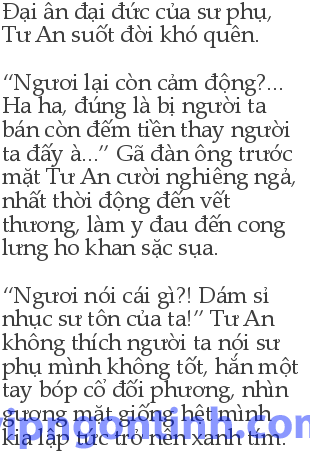 Đại ân đại đức của sư phụ,
Tư An suốt đời khó quên.
“Ngươi lại còn cảm động?...
Ha ha, đúng là bị người ta
bán còn đếm tiền thay người
ta đấy à...” Gã đàn ông trước
mặt Tư An cười nghiêng ngả,
nhất thời động đến vết
thương, làm y đau đến cong
lưng ho khan sặc sụa.
“Ngươi nói cái gì?! Dám sỉ
nhục sư tôn của ta!” Tư An
không thích người ta nói sư
phụ mình không tốt, hắn một
tay bóp cổ đối phương, nhìn
gương mặt giống hệt mình
kia lập tức trở nên xanh tím.
vipngontinh.com